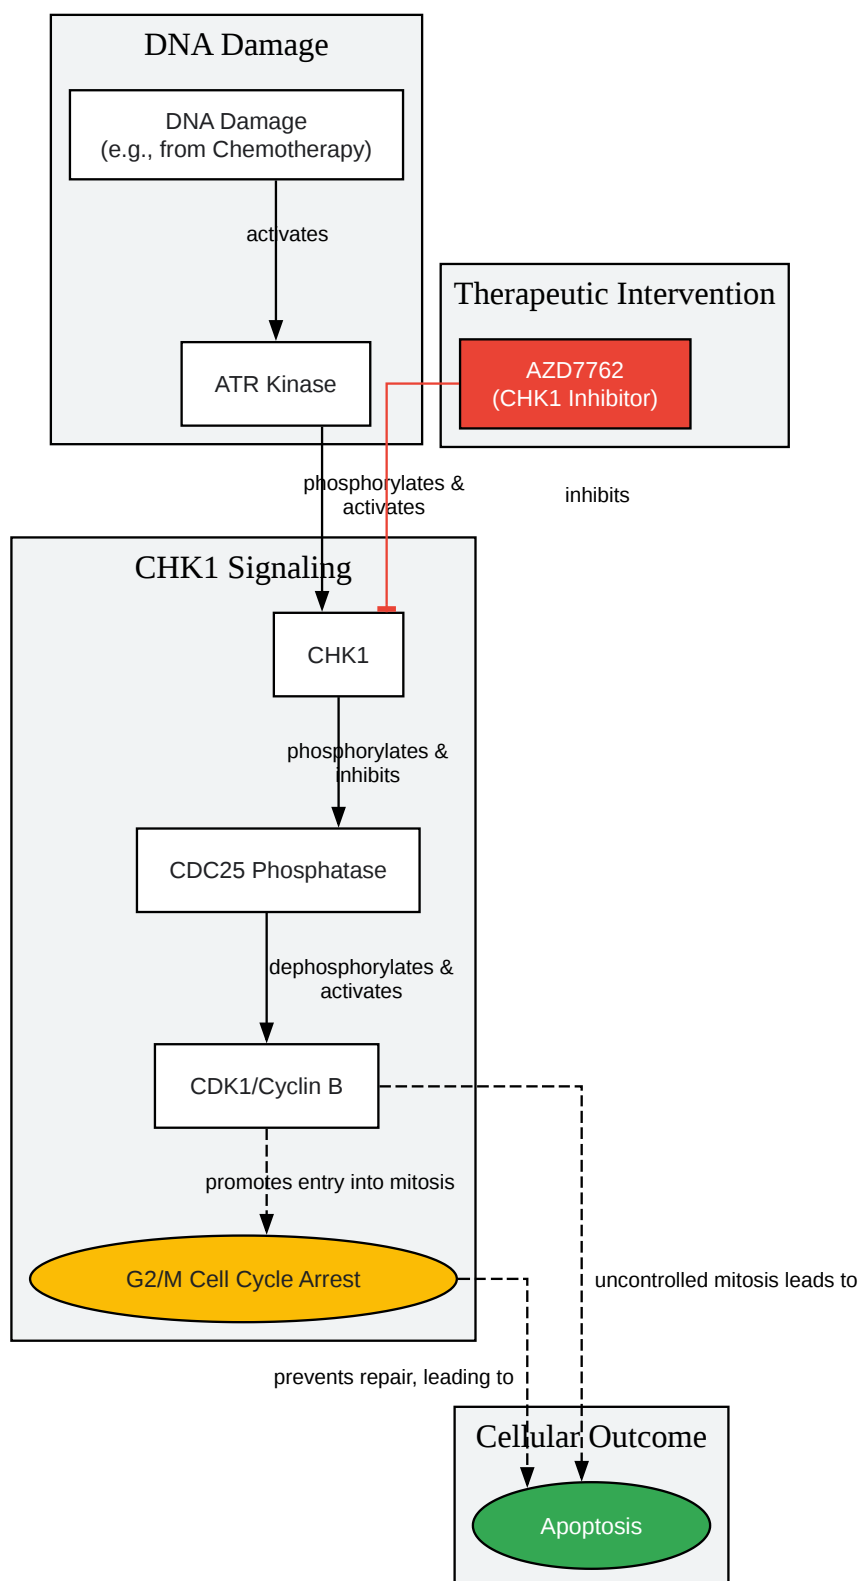 DNA Damage
DNA Damage
(e.g., from Chemotherapy)
activates
Therapeutic Intervention
AZD7762
(CHK1 Inhibitor)
ATR Kinase
phosphorylates &
activates
inhibits
CHK1 Signaling
CHK1
phosphorylates &
inhibits
CDC25 Phosphatase
dephosphorylates &
activates
CDK1/Cyclin B
promotes entry into mitosis
G2/M Cell Cycle Arrest
uncontrolled mitosis leads to
prevents repair, leading to
Cellular Outcome
Apoptosis